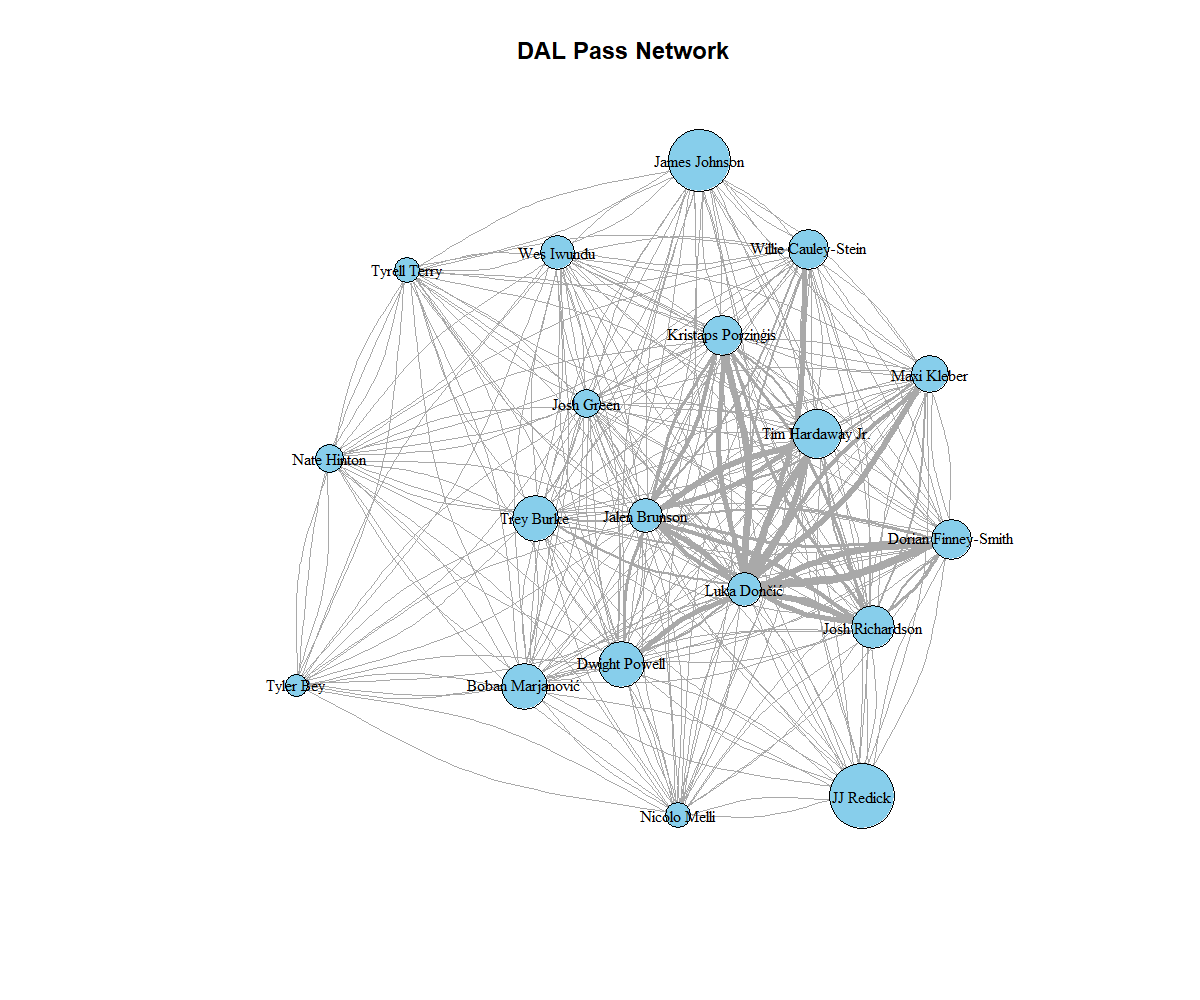 DAL Pass Network
James Johnson
Willie Cauley-Stein
Wes Iwundu
Tyrell Terry
Kristaps Porziņģis
Maxi Kleber
Josh Green
Tim Hardaway Jr.
Nate Hinton
Trey Burke
Jalen Brunson
Dorian Finney-Smith
Luka Dončić
Josh Richardson
Dwight Powell
Tyler Bey
Boban Marjanović
JJ Redick
Nicolo Melli